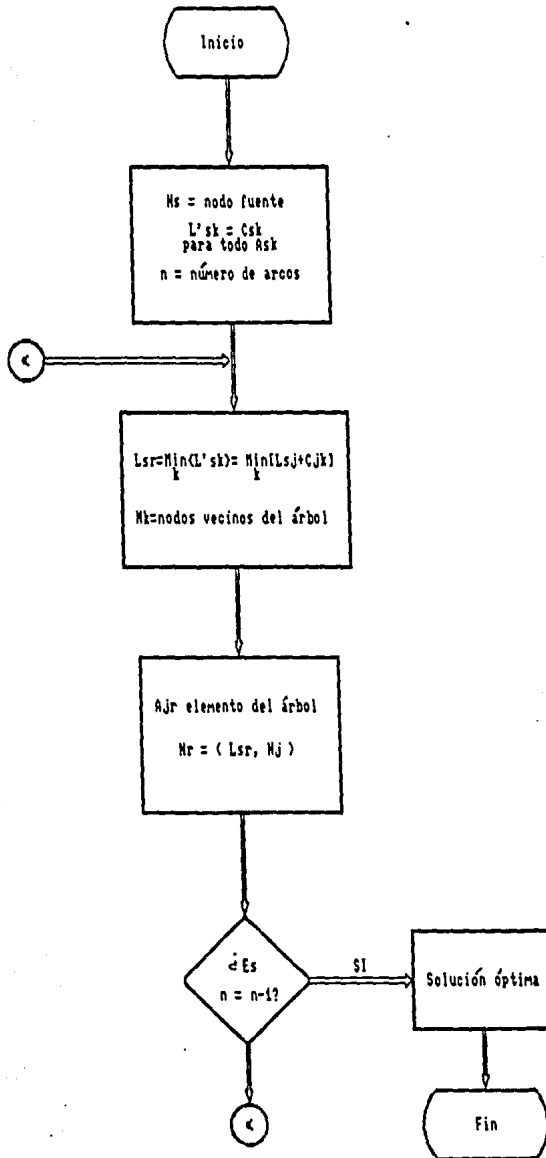 Inicio
Ns = nodo fuente
L'sk = Csk
para todo Ask
n = número de arcos
<
Lsr=Min(L'sk)= Min[Lsj+Cjk]
k k
Nk=nodos vecinos del árbol
Ajr elemento del árbol
Nr = ( Lsr, Nj )
¿Es
n = n-1?
SI
Solución óptima
<
Fin